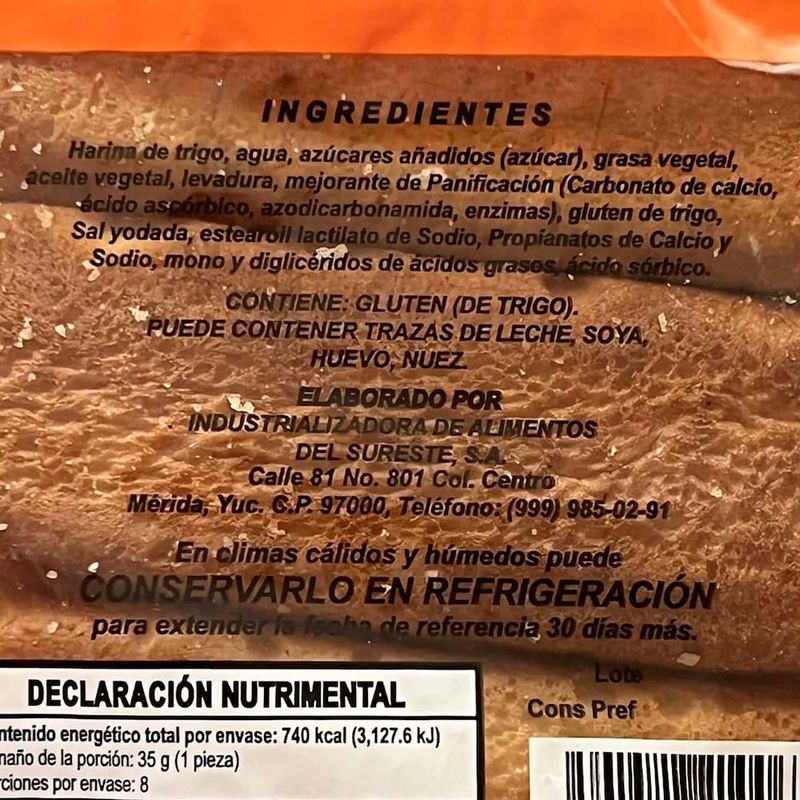 INGREDIENTES
Harina de trigo, agua, azúcares añadidos (azúcar), grasa vegetal,
aceite vegetal, levadura, mejorante de Panificación (Carbonato de calcio,
ácido ascórbico, azodicarbonamida, enzimas), gluten de trigo,
Sal yodada, estearoil lactilato de Sodio, Propianatos de Calcio y
Sodio, mono y diglicéridos de ácidos grasos, ácido sórbico.
CONTIENE: GLUTEN (DE TRIGO).
PUEDE CONTENER TRAZAS DE LECHE, SOYA,
HUEVO, NUEZ.
ELABORADO POR
INDUSTRIALIZADORA DE ALIMENTOS
DEL SURESTE, S.A.
Calle 81 No. 801 Col. Centro
Mérida, Yuc. C.P. 97000, Teléfono: (999) 985-02-91
En climas cálidos y húmedos puede
CONSERVARLO EN REFRIGERACIÓN
para extender la fecha de referencia 30 días más.
Lote
Cons Pref
DECLARACIÓN NUTRIMENTAL
ntenido energético total por envase: 740 kcal (3,127.6 kJ)
naño de la porción: 35 g (1 pieza)
rciones por envase: 8